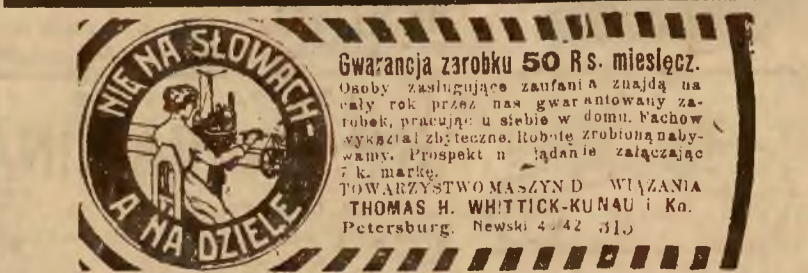 NIE NA SŁOWACH-
A NA DZIELE
Gwarancja zarobku 50 Rs. miesięcz.
Osoby zasługujące zaufania znajdą na
cały rok przez nas gwarantowany za-
robek, pracując u siebie w domu. Fachow
wykształ zbyteczne. Robotę zrobioną naby-
wamy. Prospekt n żądanie załączając
7 k. markę.
TOWARZYSTWO MASZYN D WIĄZANIA
THOMAS H. WHITTICK-KUNAU i Ko.
Petersburg, Newski 42